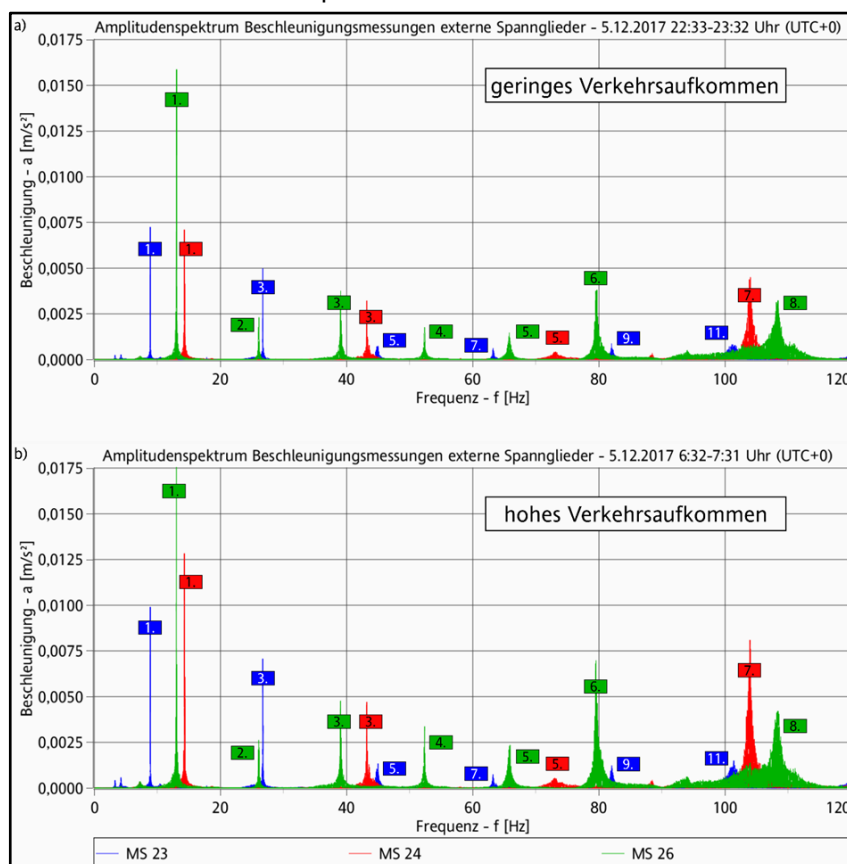 a) Amplitudenspektrum Beschleunigungsmessungen externe Spannglieder - 5.12.2017 22:33-23:32 Uhr (UTC+0)
geringes Verkehrsaufkommen
Beschleunigung - a [m/s²]
0,0175
0,0150
0,0125
0,0100
0,0075
0,0050
0,0025
0,0000
1. 1. 1. 2. 3. 3. 3. 5. 4. 7. 5. 5. 6. 9. 11. 7. 8.
0 20 40 60 80 100 120
Frequenz - f [Hz]
b) Amplitudenspektrum Beschleunigungsmessungen externe Spannglieder - 5.12.2017 6:32-7:31 Uhr (UTC+0)
hohes Verkehrsaufkommen
Beschleunigung - a [m/s²]
0,0175
0,0150
0,0125
0,0100
0,0075
0,0050
0,0025
0,0000
1. 1. 1. 2. 3. 3. 3. 5. 4. 7. 5. 5. 6. 9. 11. 7. 8.
0 20 40 60 80 100 120
Frequenz - f [Hz]
MS 23 MS 24 MS 26